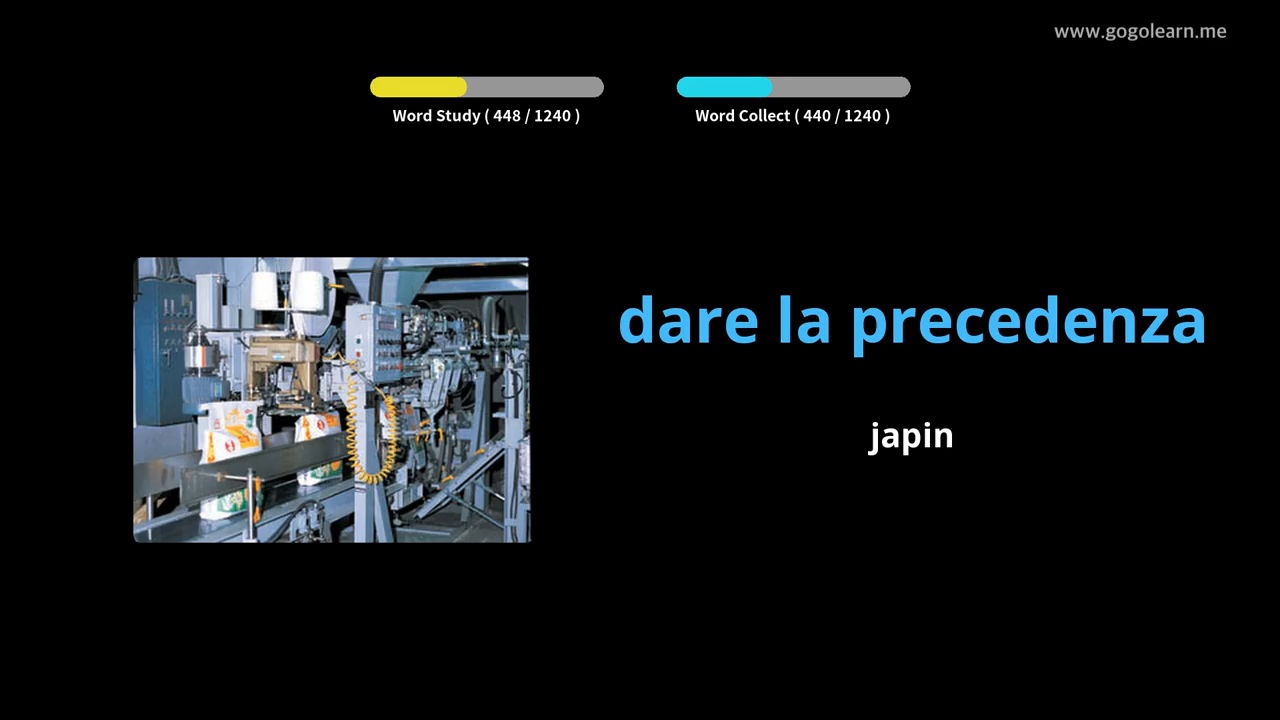 www.gogolearn.me
Word Study ( 448 / 1240 )
Word Collect ( 440 / 1240 )
dare la precedenza
japin